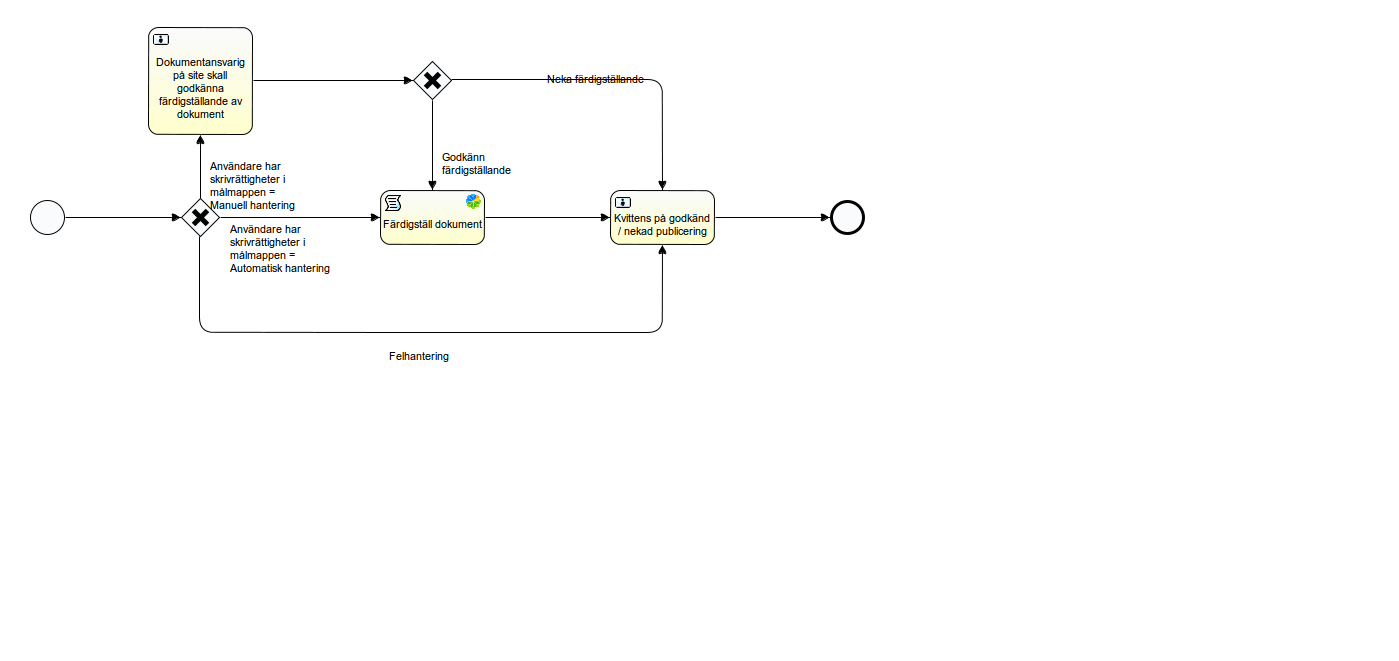 Dokumentansvarig
på site skall
godkänna
färdigställande av
dokument
Neka färdigställande
Godkänn
färdigställande
Användare har
skrivrättigheter i
målmappen =
Manuell hantering
Användare har
skrivrättigheter i
målmappen =
Automatisk hantering
Färdigställ dokument
Kvittens på godkänd
/ nekad publicering
Felhantering